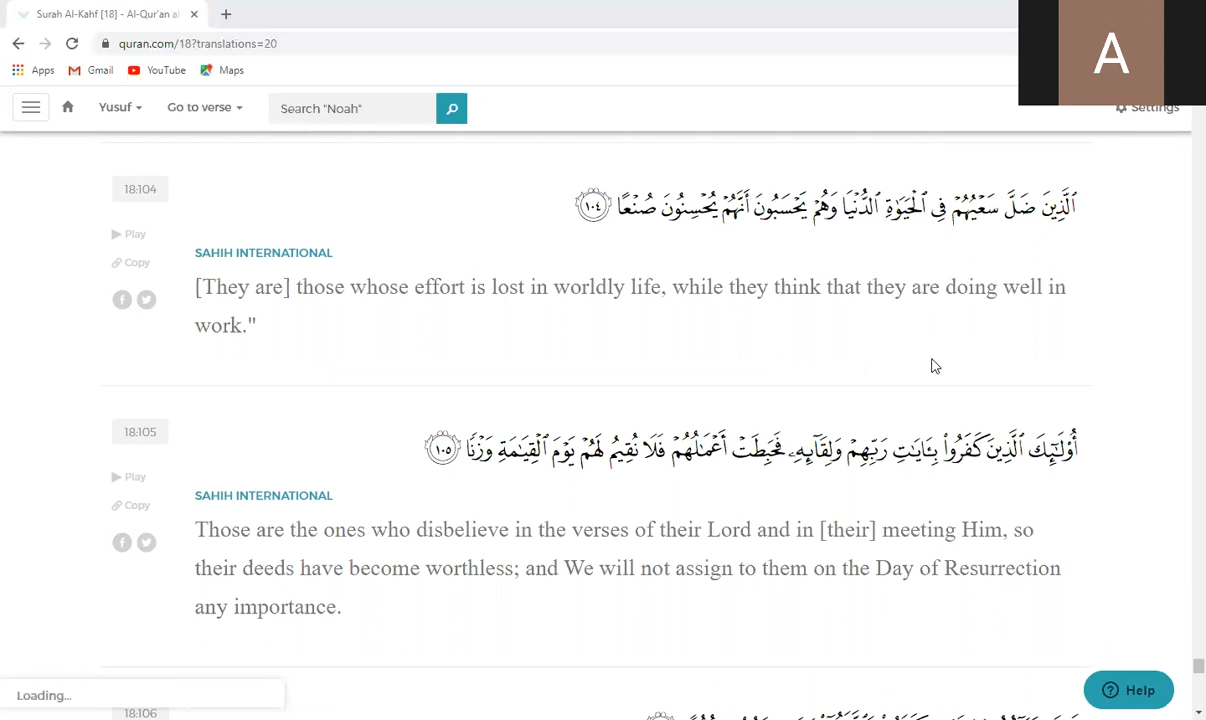 Surah Al-Kahf [18] - Al-Qur'an al
quran.com/18?translations=20
Apps Gmail YouTube Maps
A
Yusuf Go to verse Search "Noah" Settings
18:104
ٱلَّذِينَ ضَلَّ سَعْيُهُمْ فِى ٱلْحَيَوٰةِ ٱلدُّنْيَا وَهُمْ يَحْسَبُونَ أَنَّهُمْ يُحْسِنُونَ صُنْعًا ١٠٤
Play
SAHIH INTERNATIONAL
Copy
[They are] those whose effort is lost in worldly life, while they think that they are doing well in
work."
18:105
أُو۟لَـٰٓئِكَ ٱلَّذِينَ كَفَرُوا۟ بِـَٔايَـٰتِ رَبِّهِمْ وَلِقَآئِهِۦ فَحَبِطَتْ أَعْمَـٰلُهُمْ فَلَا نُقِيمُ لَهُمْ يَوْمَ ٱلْقِيَـٰمَةِ وَزْنًا ١٠٥
Play
SAHIH INTERNATIONAL
Copy
Those are the ones who disbelieve in the verses of their Lord and in [their] meeting Him, so
their deeds have become worthless; and We will not assign to them on the Day of Resurrection
any importance.
Loading...
Help
18:106